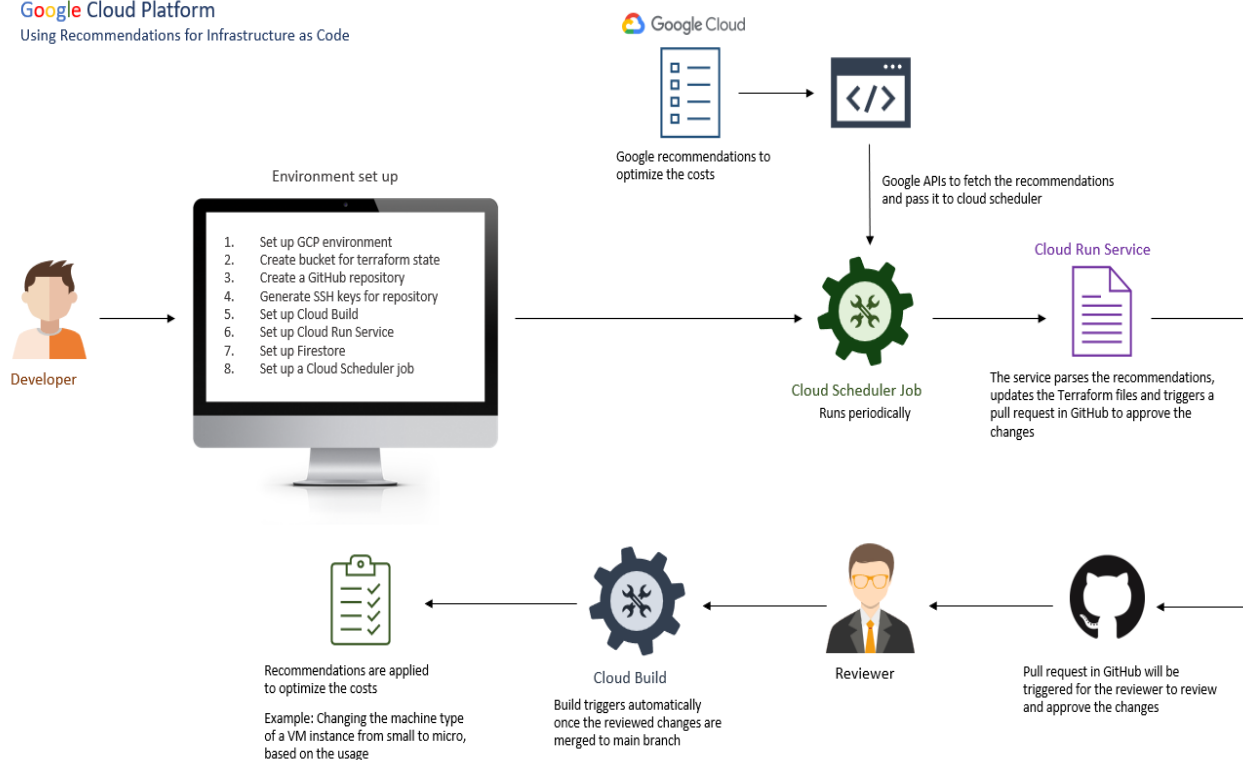 Google Cloud Platform
Using Recommendations for Infrastructure as Code
Google Cloud
Google recommendations to
optimize the costs
Google APIs to fetch the recommendations
and pass it to cloud scheduler
Environment set up
1. Set up GCP environment
2. Create bucket for terraform state
3. Create a GitHub repository
4. Generate SSH keys for repository
5. Set up Cloud Build
6. Set up Cloud Run Service
7. Set up Firestore
8. Set up a Cloud Scheduler job
Developer
Cloud Scheduler Job
Runs periodically
Cloud Run Service
The service parses the recommendations,
updates the Terraform files and triggers a
pull request in GitHub to approve the
changes
Pull request in GitHub will be
triggered for the reviewer to review
and approve the changes
Reviewer
Cloud Build
Build triggers automatically
once the reviewed changes are
merged to main branch
Recommendations are applied
to optimize the costs
Example: Changing the machine type
of a VM instance from small to micro,
based on the usage